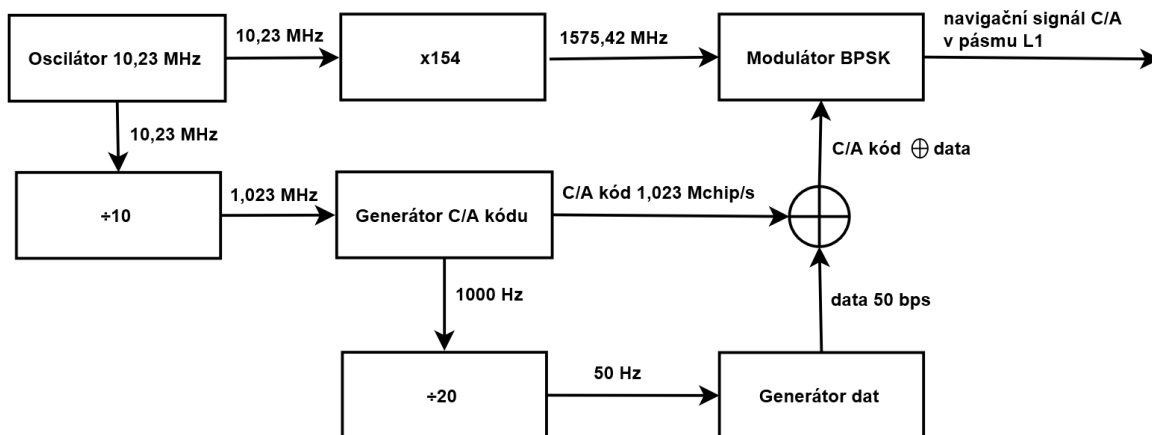 Oscilátor 10,23 MHz
10,23 MHz
x154
1575,42 MHz
Modulátor BPSK
navigační signál C/A
v pásmu L1
10,23 MHz
C/A kód ⊕ data
÷10
1,023 MHz
Generátor C/A kódu
C/A kód 1,023 Mchip/s
1000 Hz
data 50 bps
÷20
50 Hz
Generátor dat